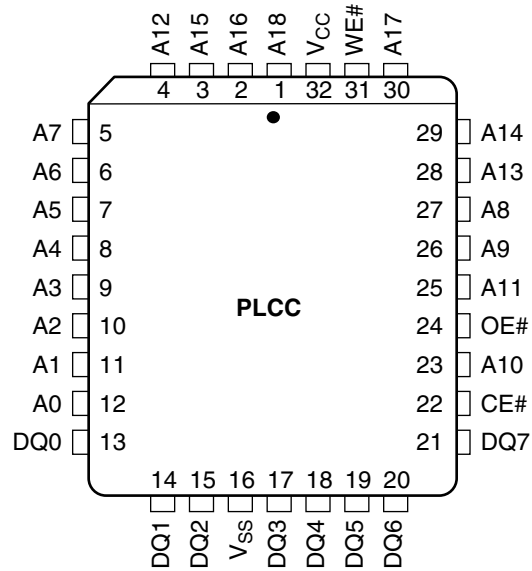 A12 A15 A16 A18 VCC WE# A17
4 3 2 1 32 31 30
A7 5 29 A14
A6 6 28 A13
A5 7 27 A8
A4 8 26 A9
A3 9 25 A11
PLCC
A2 10 24 OE#
A1 11 23 A10
A0 12 22 CE#
DQ0 13 21 DQ7
14 15 16 17 18 19 20
DQ1 DQ2 VSS DQ3 DQ4 DQ5 DQ6